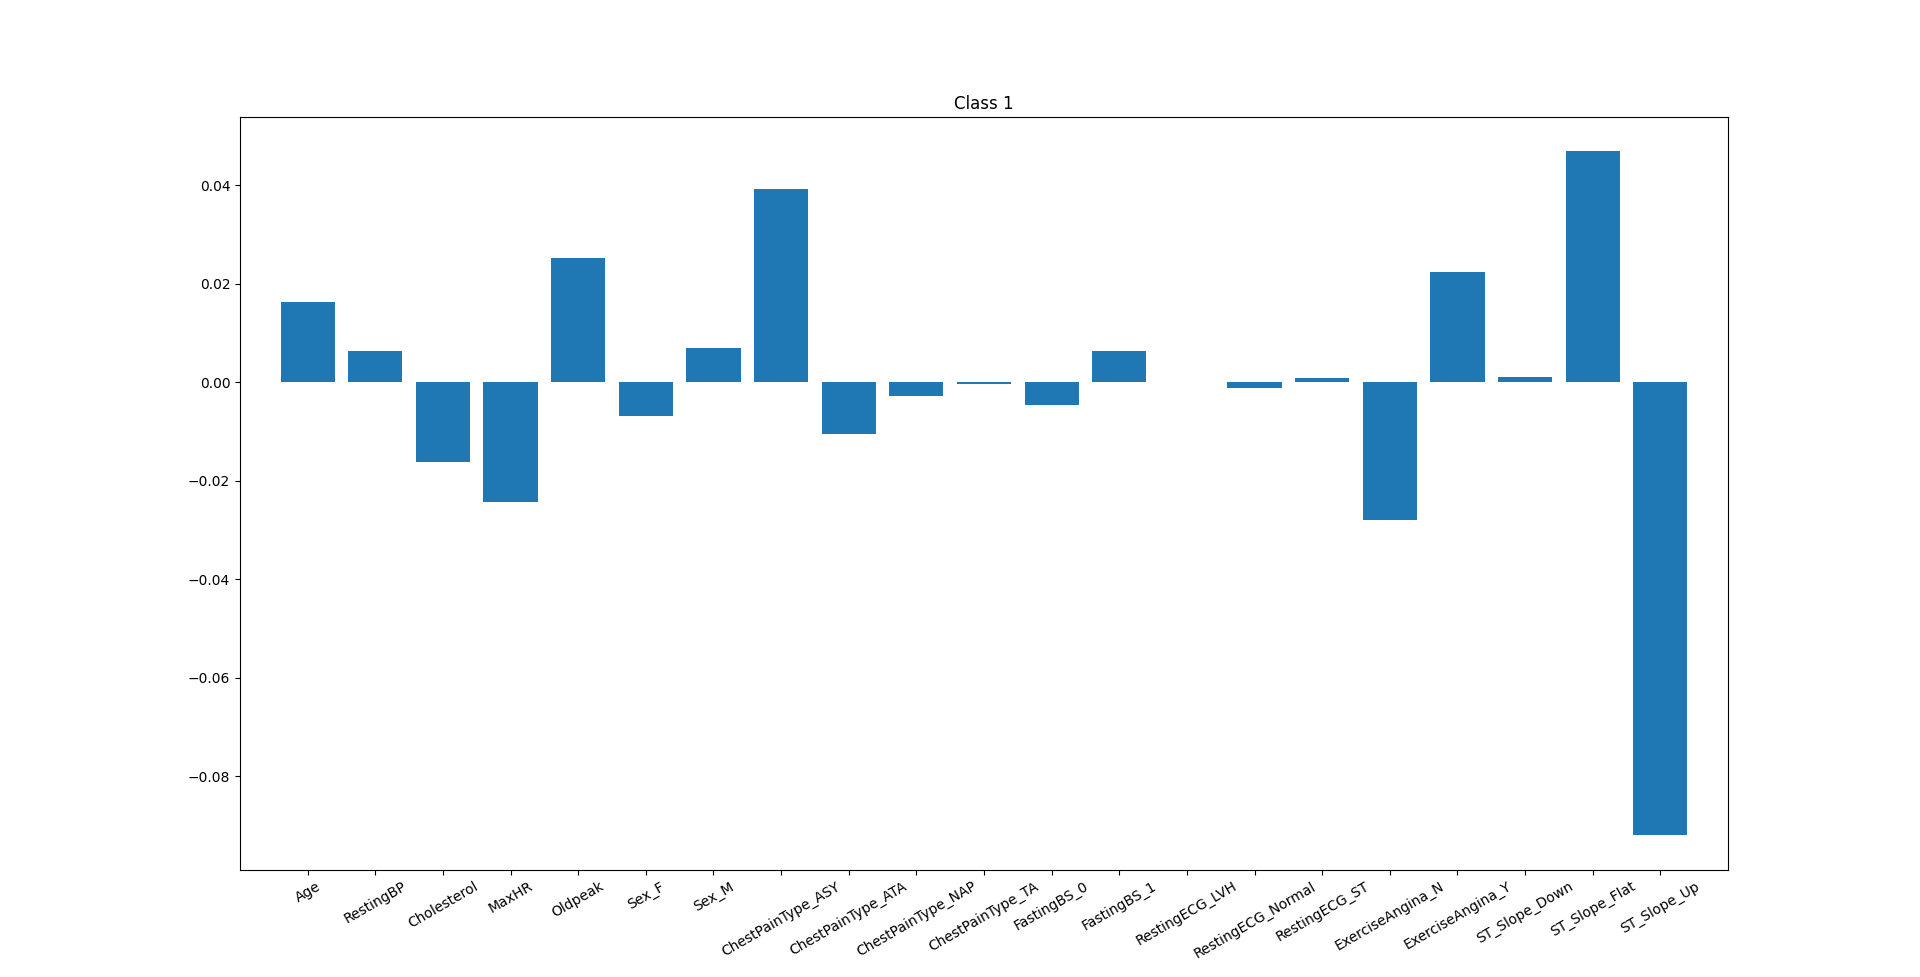 Class 1
0.04
0.02
0.00
−0.02
−0.04
−0.06
−0.08
Age
RestingBP
Cholesterol
MaxHR
Oldpeak
Sex_F
Sex_M
ChestPainType_ASY
ChestPainType_ATA
ChestPainType_NAP
ChestPainType_TA
FastingBS_0
FastingBS_1
RestingECG_LVH
RestingECG_Normal
RestingECG_ST
ExerciseAngina_N
ExerciseAngina_Y
ST_Slope_Down
ST_Slope_Flat
ST_Slope_Up